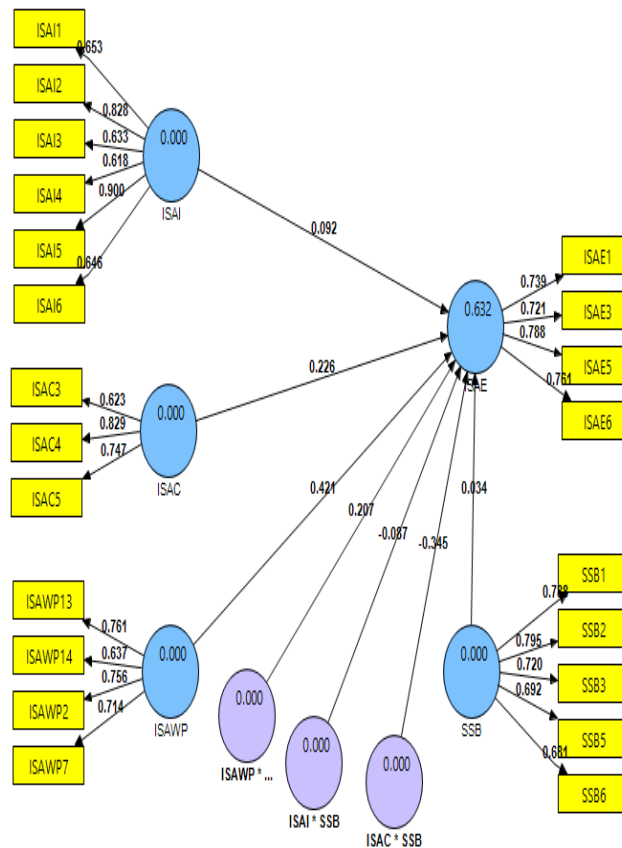 ISAI1
0.653
ISAI2
0.828
ISAI3
0.633
ISAI4
0.618
ISAI5
0.900
ISAI6
0.646
0.000
ISAI
0.092
ISAE1
0.739
ISAE3
0.721
ISAE5
0.788
ISAE6
0.761
0.632
ISAE
ISAC3
0.623
ISAC4
0.829
ISAC5
0.747
0.000
ISAC
0.226
0.421
0.207
-0.087
-0.345
0.034
ISAWP13
0.761
ISAWP14
0.637
ISAWP2
0.756
ISAWP7
0.714
0.000
ISAWP
0.000
ISAWP * ...
0.000
ISAI * SSB
0.000
ISAC * SSB
0.000
SSB
SSB1
0.788
SSB2
0.795
SSB3
0.720
SSB5
0.692
SSB6
0.681